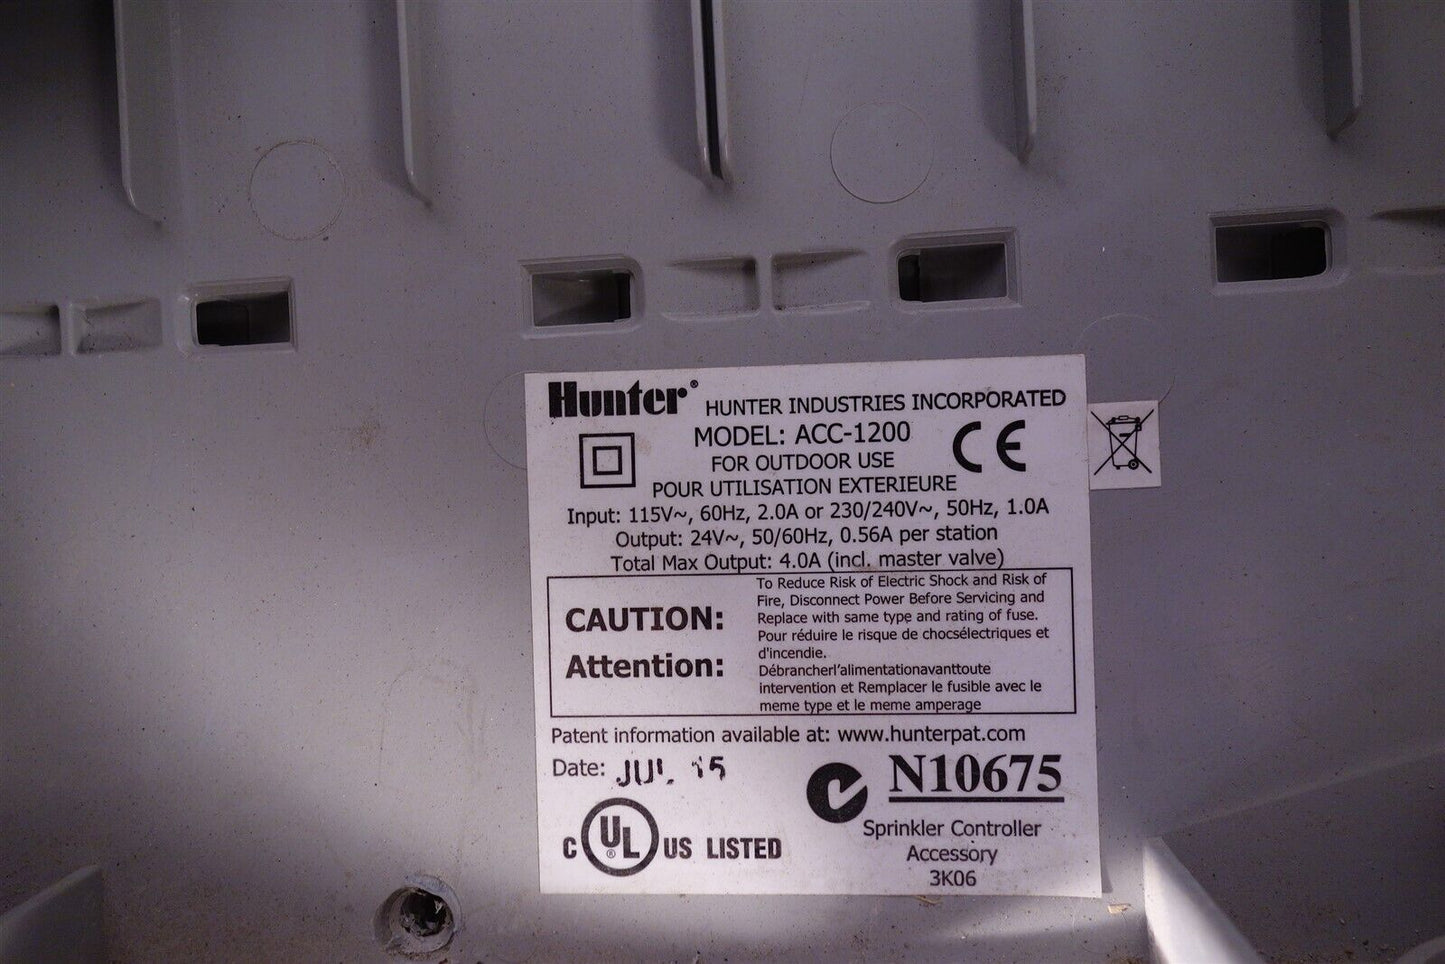 Hunter® HUNTER INDUSTRIES INCORPORATED
MODEL: ACC-1200
FOR OUTDOOR USE
POUR UTILISATION EXTERIEURE
CE
Input: 115V~, 60Hz, 2.0A or 230/240V~, 50Hz, 1.0A
Output: 24V~, 50/60Hz, 0.56A per station
Total Max Output: 4.0A (incl. master valve)
CAUTION:
Attention:
To Reduce Risk of Electric Shock and Risk of
Fire, Disconnect Power Before Servicing and
Replace with same type and rating of fuse.
Pour réduire le risque de chocsélectriques et
d'incendie.
Débrancherl'alimentationavanttoute
intervention et Remplacer le fusible avec le
meme type et le meme amperage
Patent information available at: www.hunterpat.com
Date: JUL 15
N10675
C UL® US LISTED
Sprinkler Controller
Accessory
3K06